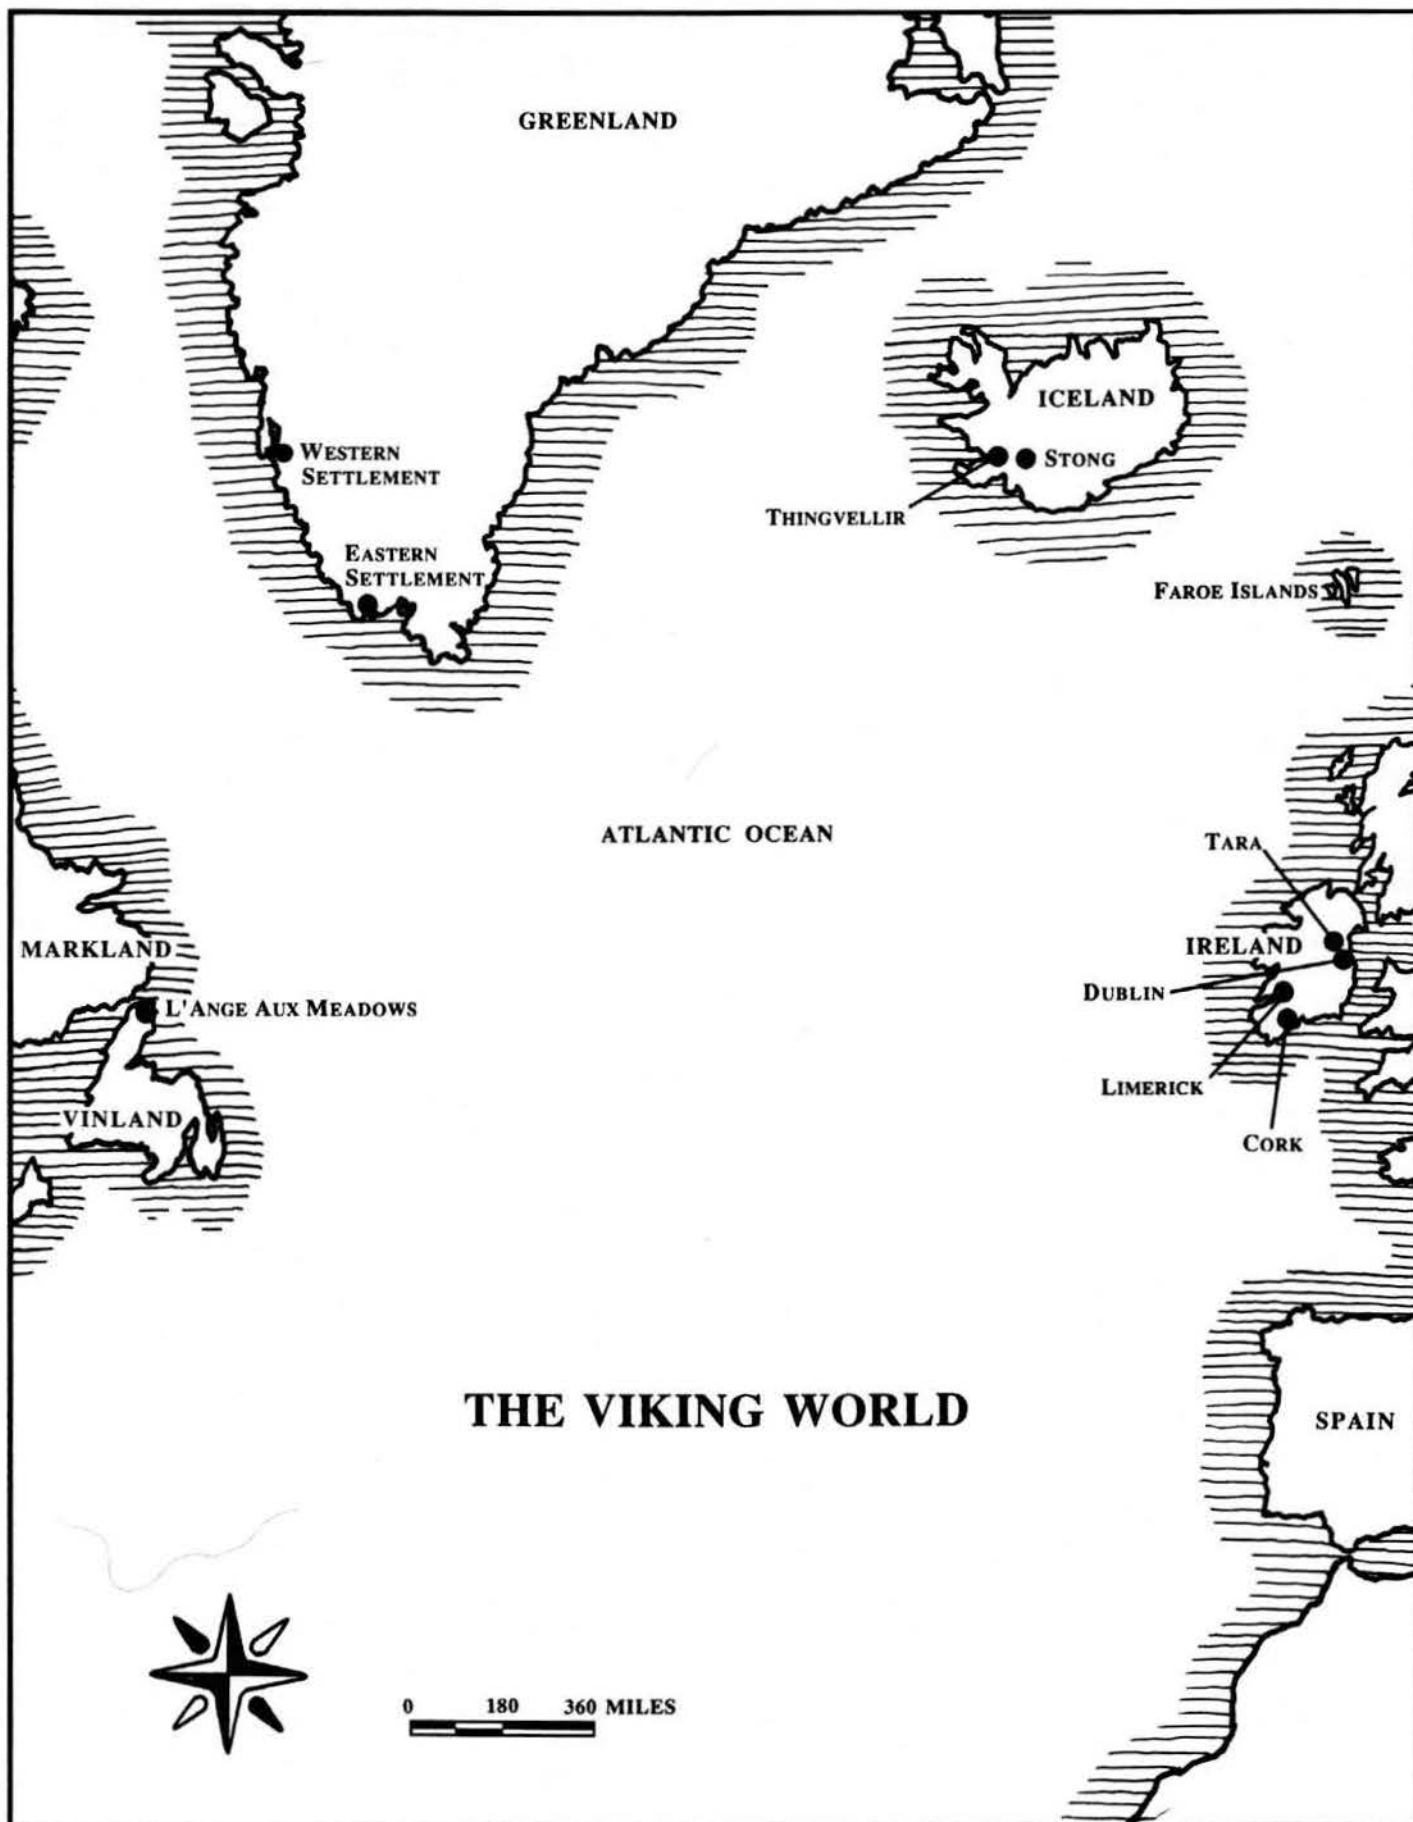 GREENLAND
ICELAND
WESTERN
SETTLEMENT
STONG
THINGVELLIR
EASTERN
SETTLEMENT
FAROE ISLANDS
ATLANTIC OCEAN
TARA
MARKLAND
IRELAND
DUBLIN
L'ANGE AUX MEADOWS
LIMERICK
VINLAND
CORK
THE VIKING WORLD
SPAIN
0 180 360 MILES